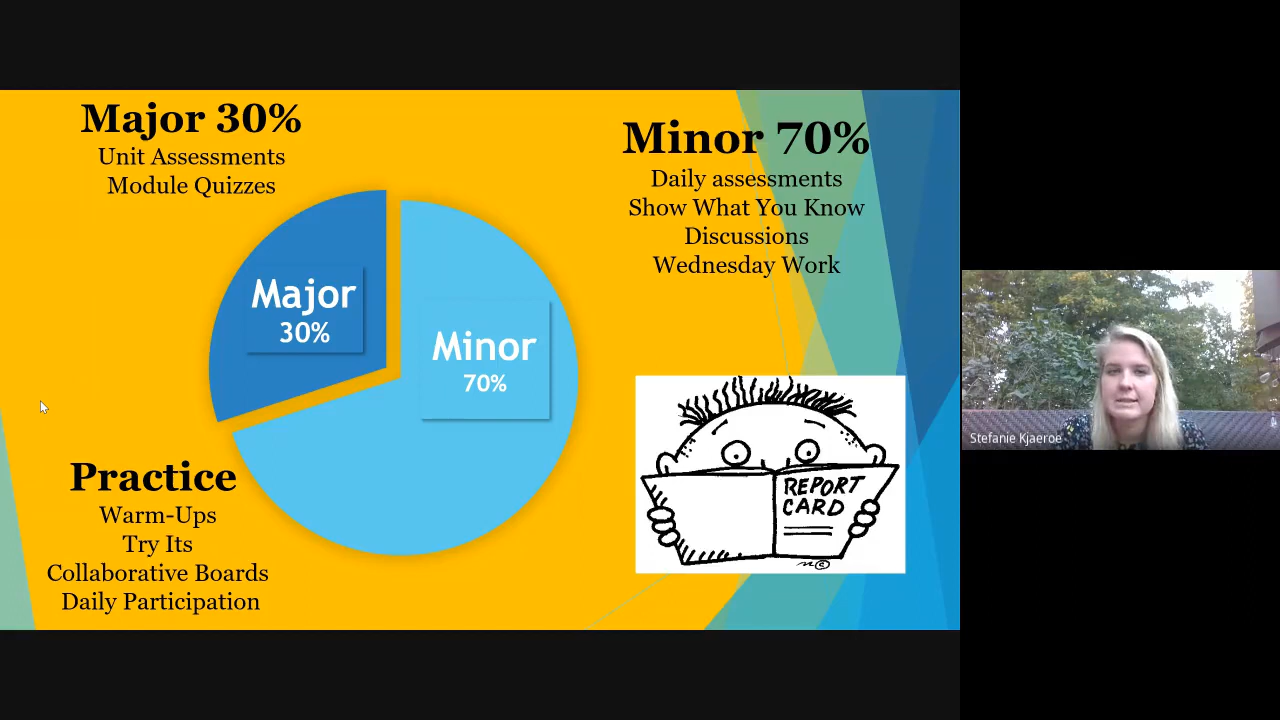 Major 30%
Unit Assessments
Module Quizzes
Minor 70%
Daily assessments
Show What You Know
Discussions
Wednesday Work
Major
30%
Minor
70%
Practice
Warm-Ups
Try Its
Collaborative Boards
Daily Participation
REPORT
CARD
Stefanie Kjaeroe